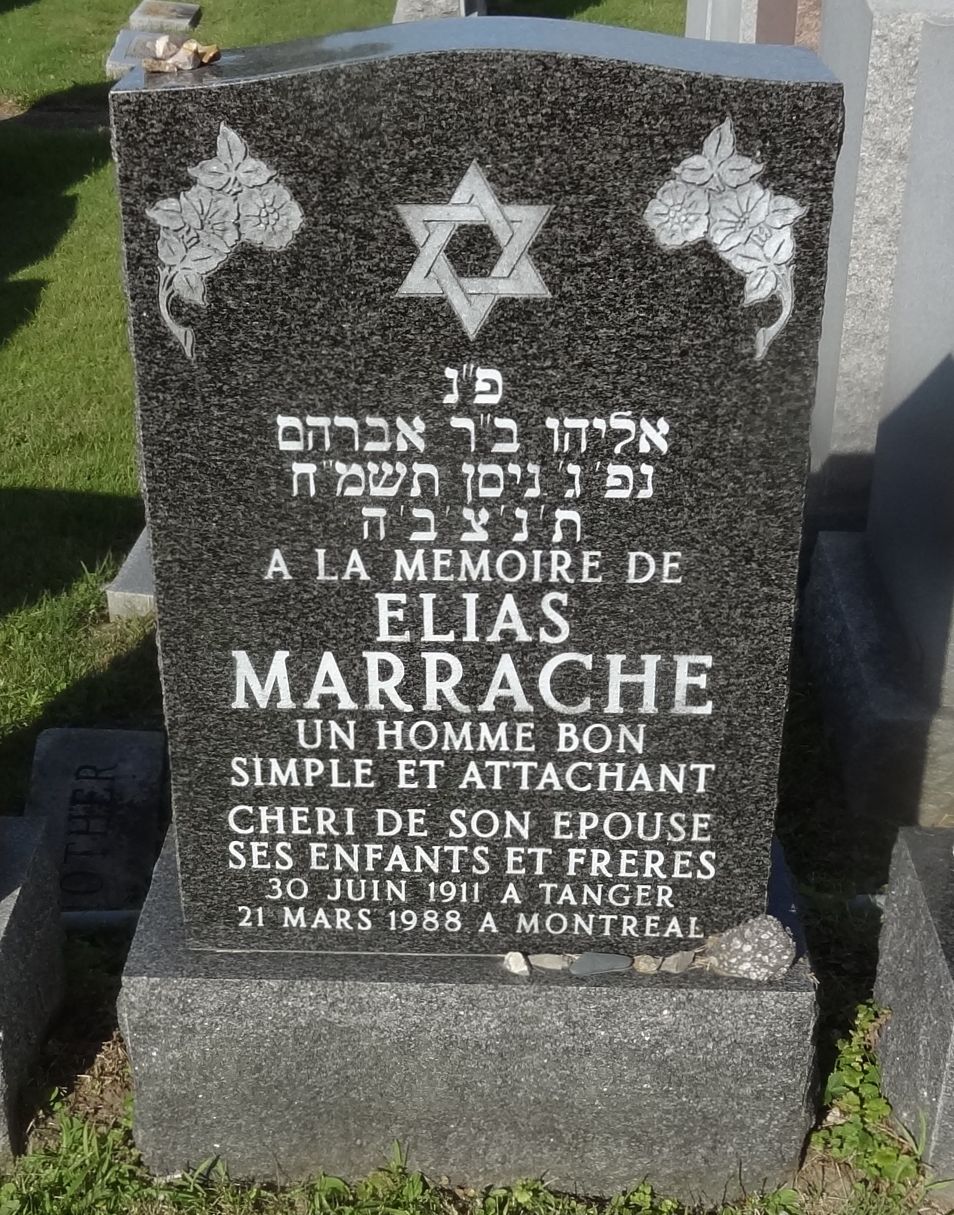 פ"נ
אליהו ב"ר אברהם
נפ' ג' ניסן תשמ"ח
ת'נ'צ'ב'ה
A LA MEMOIRE DE
ELIAS
MARRACHE
UN HOMME BON
SIMPLE ET ATTACHANT
CHERI DE SON EPOUSE
SES ENFANTS ET FRERES
30 JUIN 1911 A TANGER
21 MARS 1988 A MONTREAL
OTHER